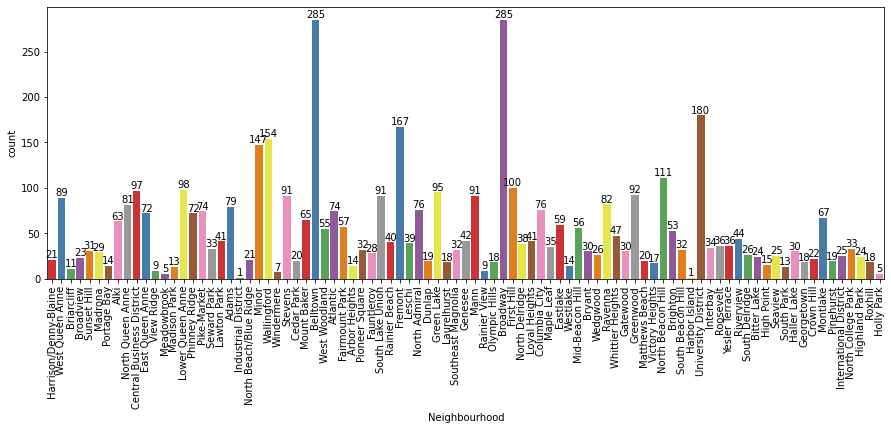 count
250
200
150
100
50
0
21
89
11
23
31
29
14
63
81
97
72
9
5
13
98
72
74
33
41
79
1
21
147
154
7
91
20
65
285
55
74
57
14
32
28
91
40
167
39
76
19
95
18
32
42
91
9
18
285
100
38
41
76
35
59
14
56
30
26
82
47
30
92
20
17
111
53
32
1
180
34
36
36
44
26
24
15
25
13
30
18
22
67
19
25
33
24
18
5
Harrison/Denny-Blaine
West Queen Anne
Briarcliff
Broadview
Sunset Hill
Madrona
Portage Bay
Alki
North Queen Anne
Central Business District
East Queen Anne
View Ridge
Meadowbrook
Madison Park
Lower Queen Anne
Phinney Ridge
Pike-Market
Seward Park
Lawton Park
Adams
Industrial District
North Beach/Blue Ridge
Minor
Wallingford
Windermere
Stevens
Cedar Park
Mount Baker
Belltown
West Woodland
Atlantic
Fairmount Park
Arbor Heights
Pioneer Square
Fauntleroy
South Lake Union
Rainier Beach
Fremont
Leschi
North Admiral
Dunlap
Green Lake
Laurelhurst
Southeast Magnolia
Genesee
Mann
Rainier View
Olympic Hills
Broadway
First Hill
North Delridge
Loyal Heights
Columbia City
Maple Leaf
Eastlake
Westlake
Mid-Beacon Hill
Bryant
Wedgwood
Ravenna
Whittier Heights
Gatewood
Greenwood
Matthews Beach
Victory Heights
North Beacon Hill
Brighton
South Beacon Hill
Harbor Island
University District
Interbay
Roosevelt
Yesler Terrace
Riverview
South Delridge
Bitter Lake
High Point
Seaview
South Park
Haller Lake
Georgetown
Crown Hill
Montlake
Pinehurst
International District
North College Park
Highland Park
Roxhill
Holly Park
Neighbourhood